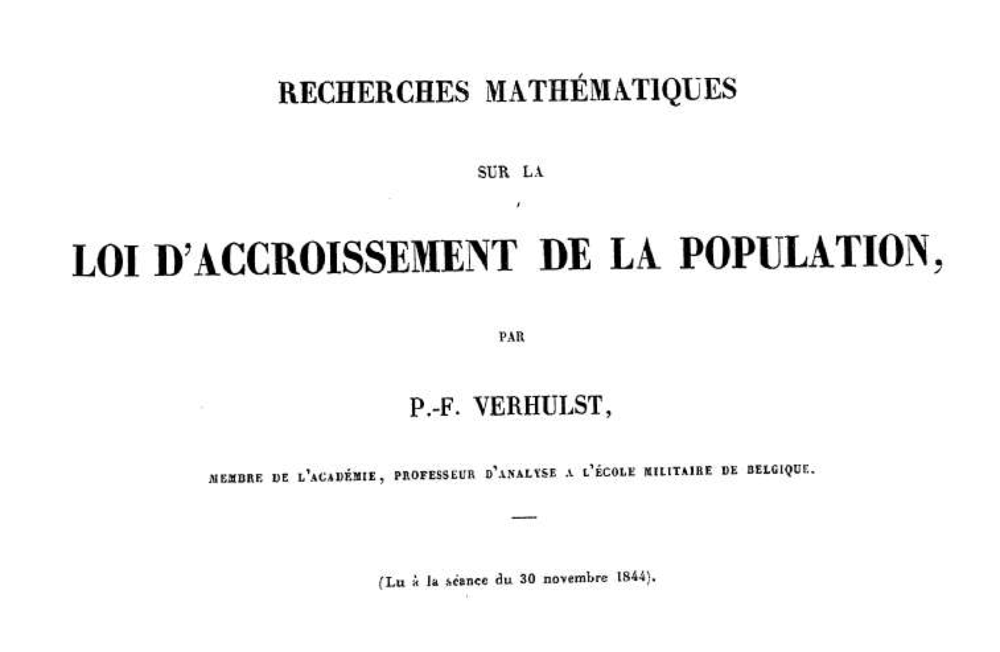 RECHERCHES MATHÉMATIQUES
SUR LA
LOI D'ACCROISSEMENT DE LA POPULATION,
PAR
P.-F. VERHULST,
MEMBRE DE L'ACADÉMIE, PROFESSEUR D'ANALYSE A L'ÉCOLE MILITAIRE DE BELGIQUE.
(Lu à la séance du 30 novembre 1844).